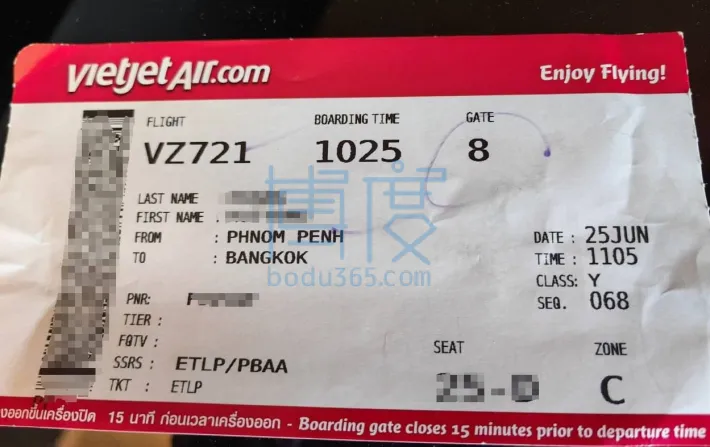 vietjetAir.com
Enjoy Flying!
FLIGHT BOARDING TIME GATE
VZ721 1025 8
LAST NAME
FIRST NAME :
FROM : PHNOM PENH
TO : BANGKOK
DATE : 25JUN
TIME : 1105
CLASS: Y
SEQ. 068
博度
bodu365.com
PNR:
TIER :
FQTV :
SSRS : ETLP/PBAA
TKT : ETLP
SEAT ZONE
25-D C
15 นาที ก่อนเวลาเครื่องออก - Boarding gate closes 15 minutes prior to departure time